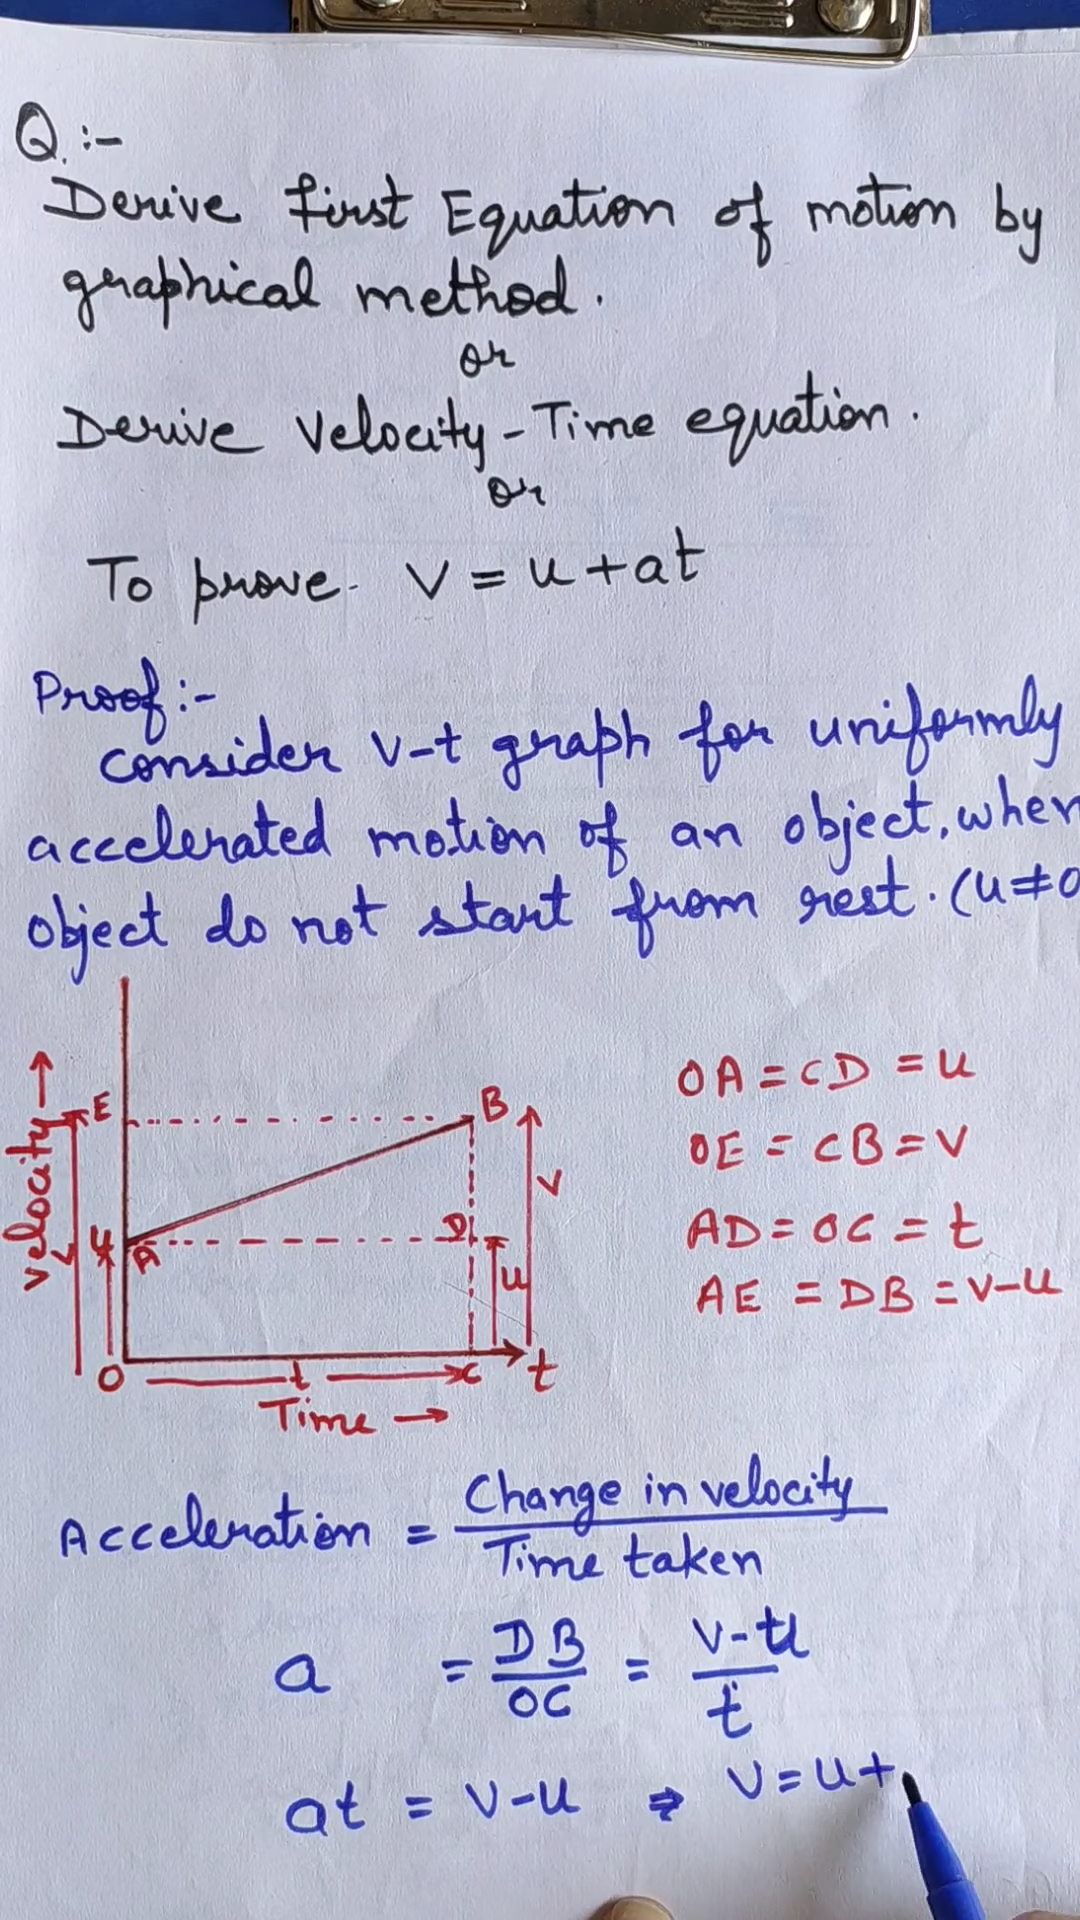 Q. :-
Derive first Equation of motion by
graphical method.
or
Derive Velocity-Time equation.
or
To prove. V = u + at
Proof :-
consider v-t graph for uniformly
accelerated motion of an object, when
object do not start from rest. (u≠0
E
B
velocity →
v
u
A
D
u
O
t
C
t
Time →
OA = CD = u
OE = CB = V
AD = OC = t
AE = DB = v-u
Acceleration = Change in velocity / Time taken
a = DB/OC = v-u/t
at = v-u ⇒ v = u +